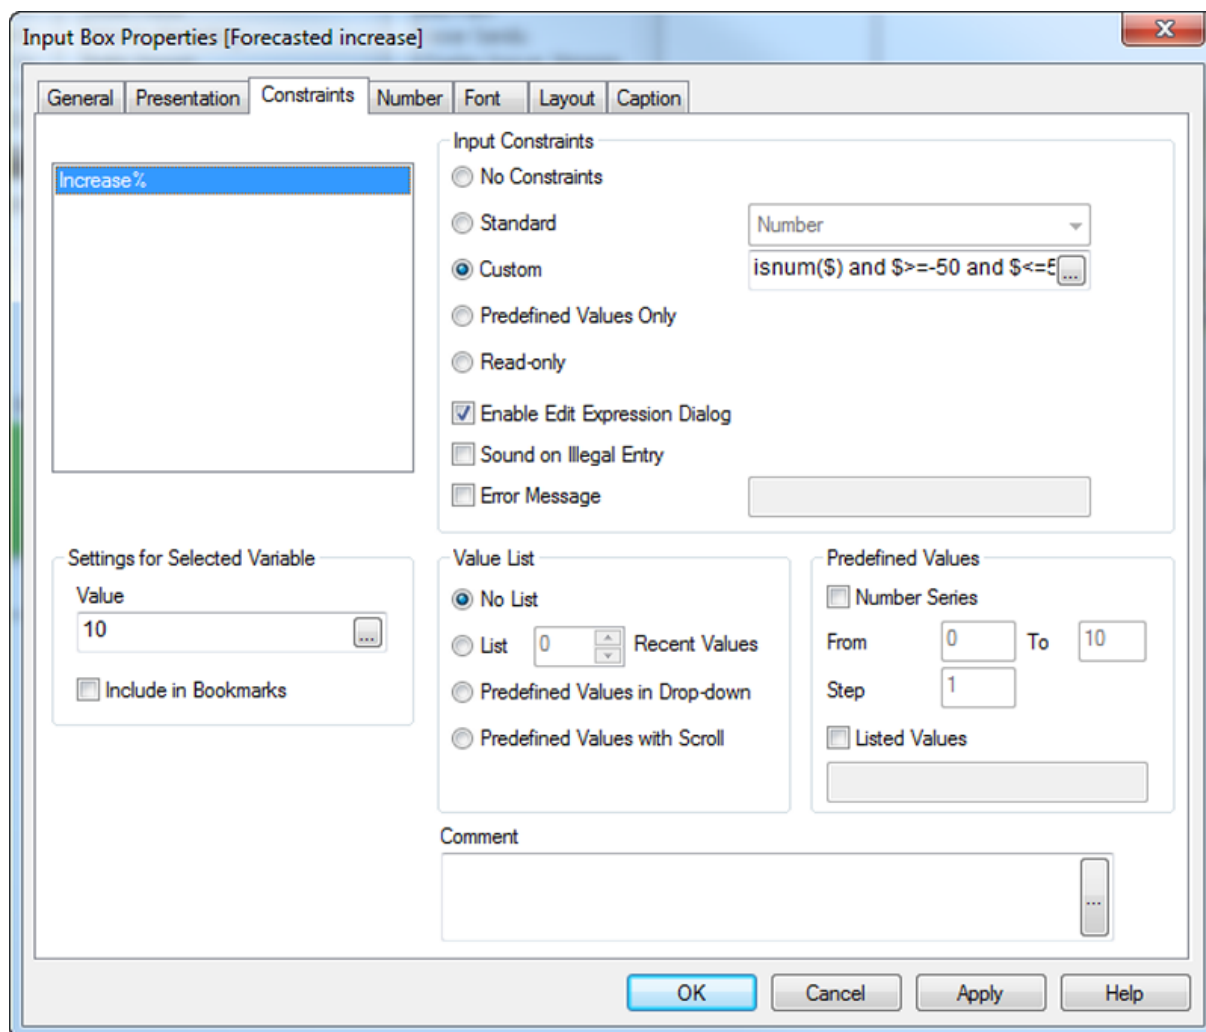 Input Box Properties [Forecasted increase]
General Presentation Constraints Number Font Layout Caption
Increase%
Input Constraints
No Constraints
Standard Number
Custom isnum($) and $>=-50 and $<=5 ...
Predefined Values Only
Read-only
Enable Edit Expression Dialog
Sound on Illegal Entry
Error Message
Settings for Selected Variable
Value
10 ...
Include in Bookmarks
Value List
No List
List 0 Recent Values
Predefined Values in Drop-down
Predefined Values with Scroll
Predefined Values
Number Series
From 0 To 10
Step 1
Listed Values
Comment
...
OK Cancel Apply Help